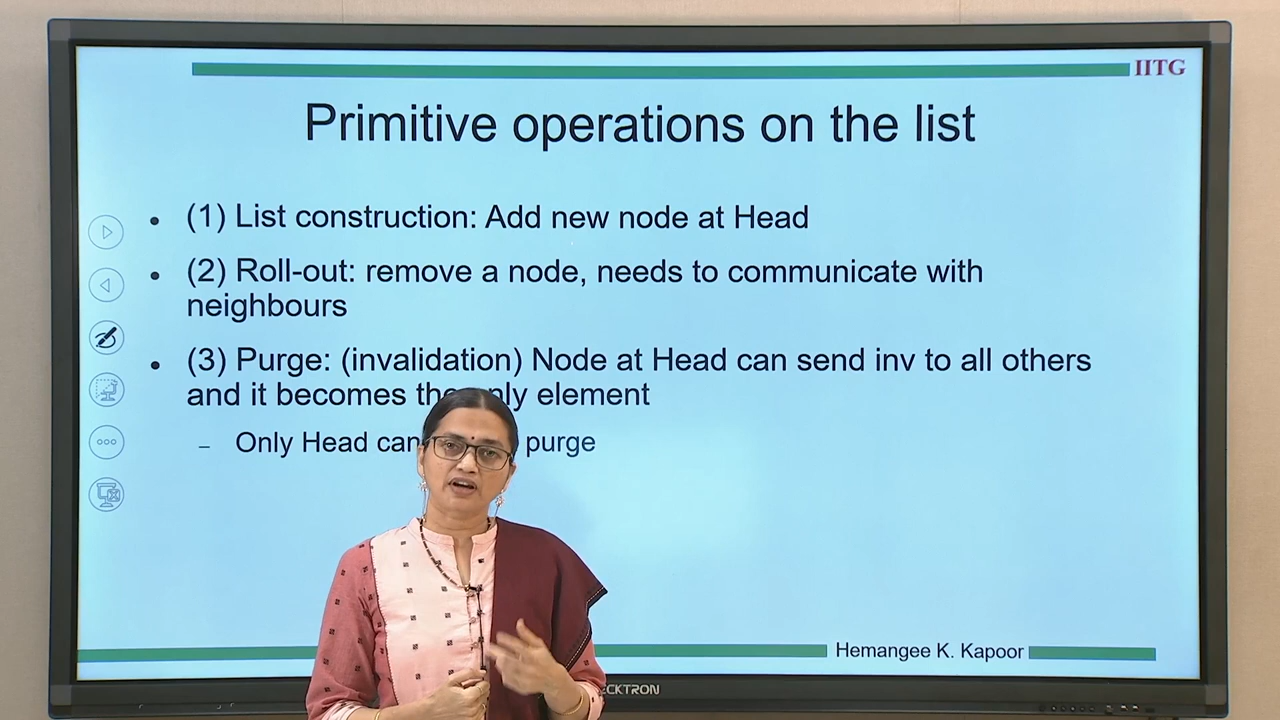 IITG
Primitive operations on the list
• (1) List construction: Add new node at Head
• (2) Roll-out: remove a node, needs to communicate with
neighbours
• (3) Purge: (invalidation) Node at Head can send inv to all others
and it becomes the only element
– Only Head can purge
Hemangee K. Kapoor